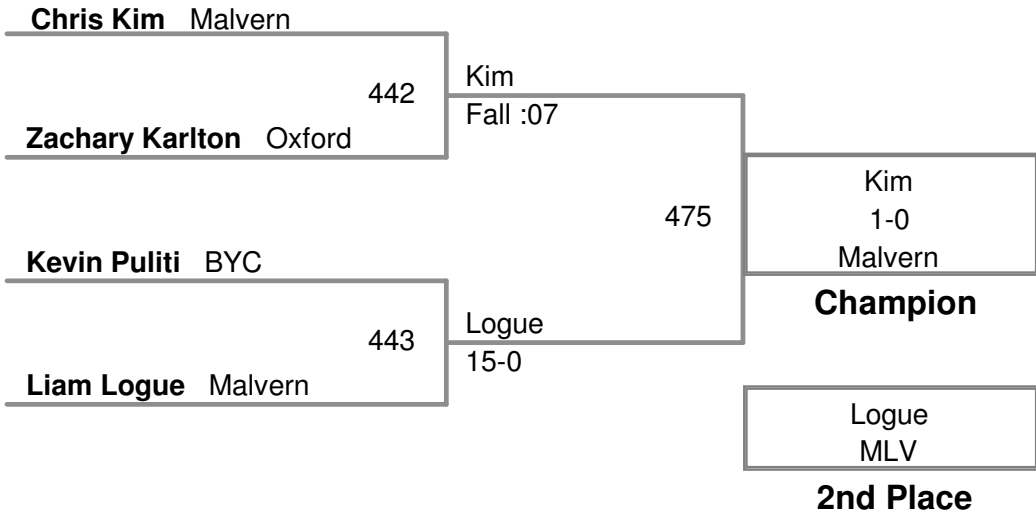 Chris Kim Malvern
442
Kim
Fall :07
Zachary Karlton Oxford
475
Kim
1-0
Malvern
Champion
Kevin Puliti BYC
443
Logue
15-0
Liam Logue Malvern
Logue
MLV
2nd Place